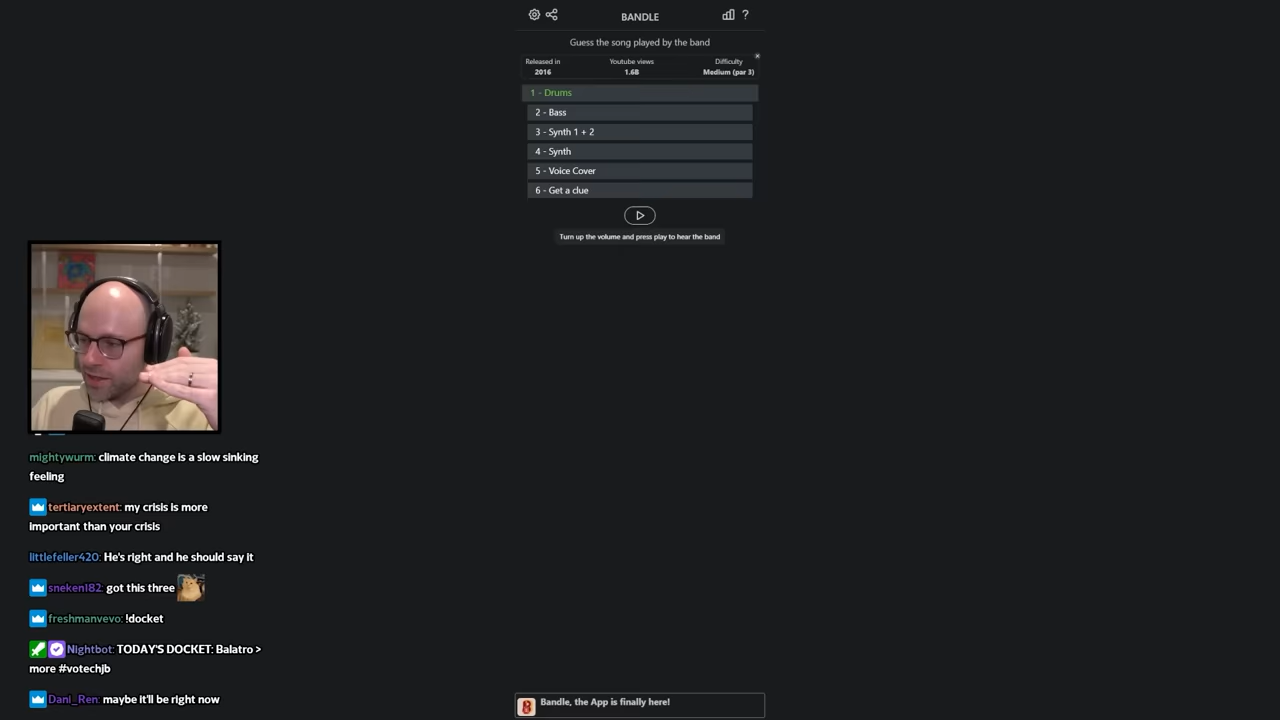 BANDLE
?
Guess the song played by the band
Released in
2016
Youtube views
1.6B
Difficulty
Medium (par 3)
x
1 - Drums
2 - Bass
3 - Synth 1 + 2
4 - Synth
5 - Voice Cover
6 - Get a clue
Turn up the volume and press play to hear the band
mightywurm: climate change is a slow sinking
feeling
tertiaryextent: my crisis is more
important than your crisis
littlefeller420: He's right and he should say it
sneken182: got this three
freshmanvevo: !docket
Nightbot: TODAY'S DOCKET: Balatro >
more #votechjb
Dani_Ren: maybe it'll be right now
Bandle, the App is finally here!